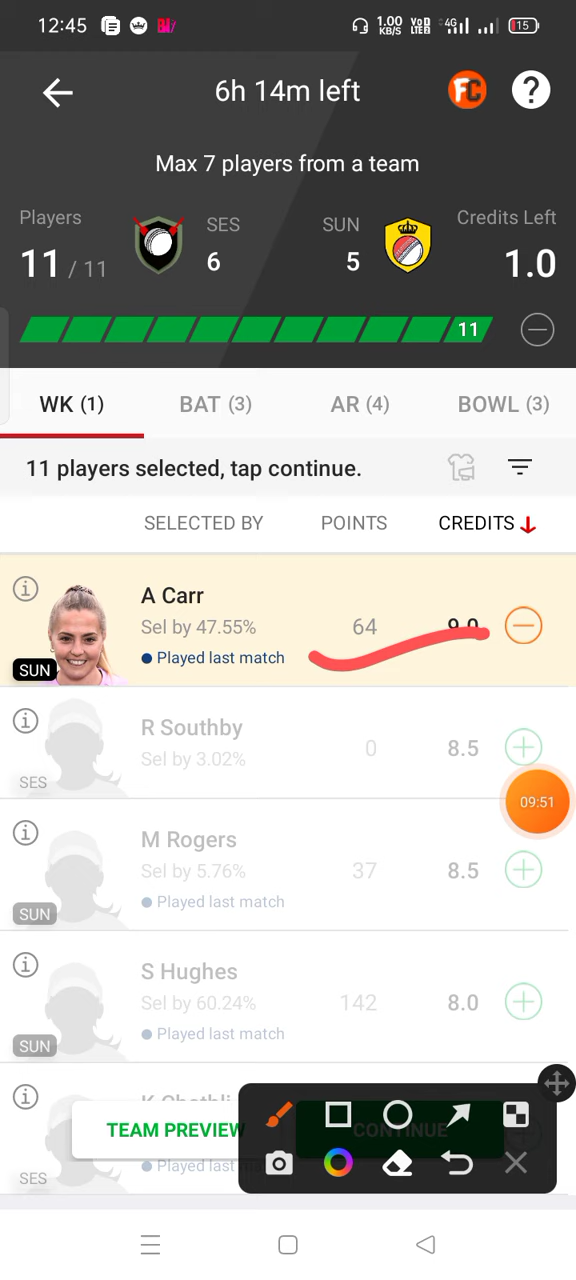 12:45
1.00 KB/S
VoD LTE2
4G
15
6h 14m left
FC
?
Max 7 players from a team
Players
11 / 11
SES
6
SUN
5
Credits Left
1.0
11
WK (1)
BAT (3)
AR (4)
BOWL (3)
11 players selected, tap continue.
SELECTED BY
POINTS
CREDITS
A Carr
Sel by 47.55%
64
9.0
SUN
Played last match
R Southby
Sel by 3.02%
0
8.5
SES
09:51
M Rogers
Sel by 5.76%
37
8.5
SUN
Played last match
S Hughes
Sel by 60.24%
142
8.0
SUN
Played last match
TEAM PREVIEW
CONTINUE
SES
Played last